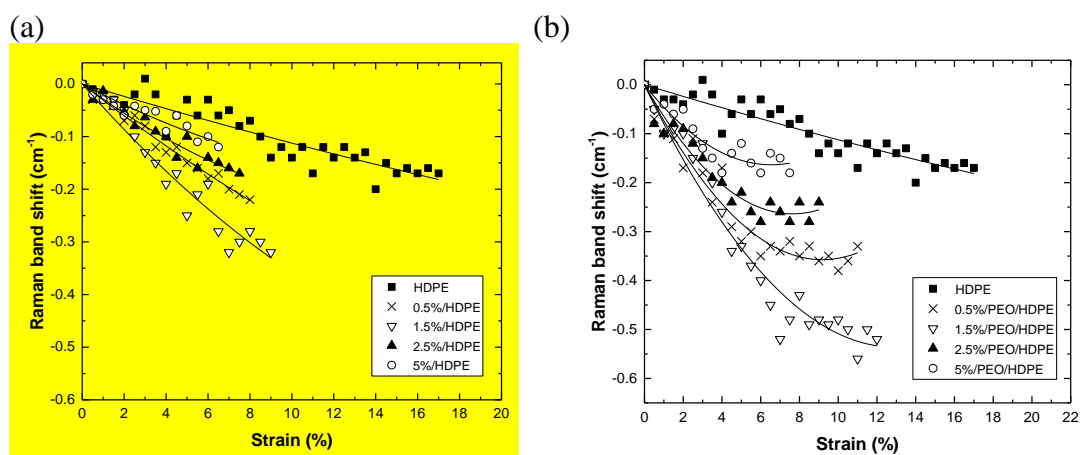 (a)
(b)
0.0
-0.1
-0.2
-0.3
-0.4
-0.5
-0.6
Raman band shift (cm-1)
HDPE
0.5%/HDPE
1.5%/HDPE
2.5%/HDPE
5%/HDPE
0 2 4 6 8 10 12 14 16 18 20
Strain (%)
0.0
-0.1
-0.2
-0.3
-0.4
-0.5
-0.6
Raman band shift (cm-1)
HDPE
0.5%/PEO/HDPE
1.5%/PEO/HDPE
2.5%/PEO/HDPE
5%/PEO/HDPE
0 2 4 6 8 10 12 14 16 18 20 22
Strain (%)